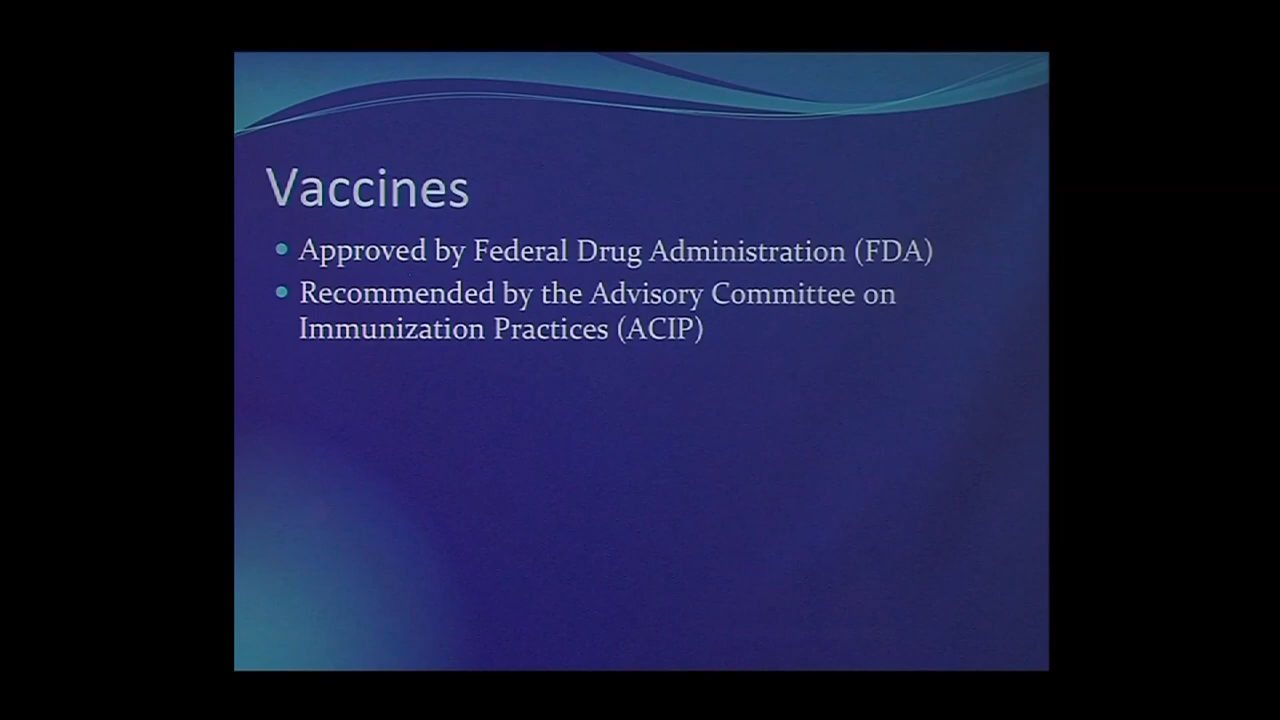 Vaccines
Approved by Federal Drug Administration (FDA)
Recommended by the Advisory Committee on
Immunization Practices (ACIP)